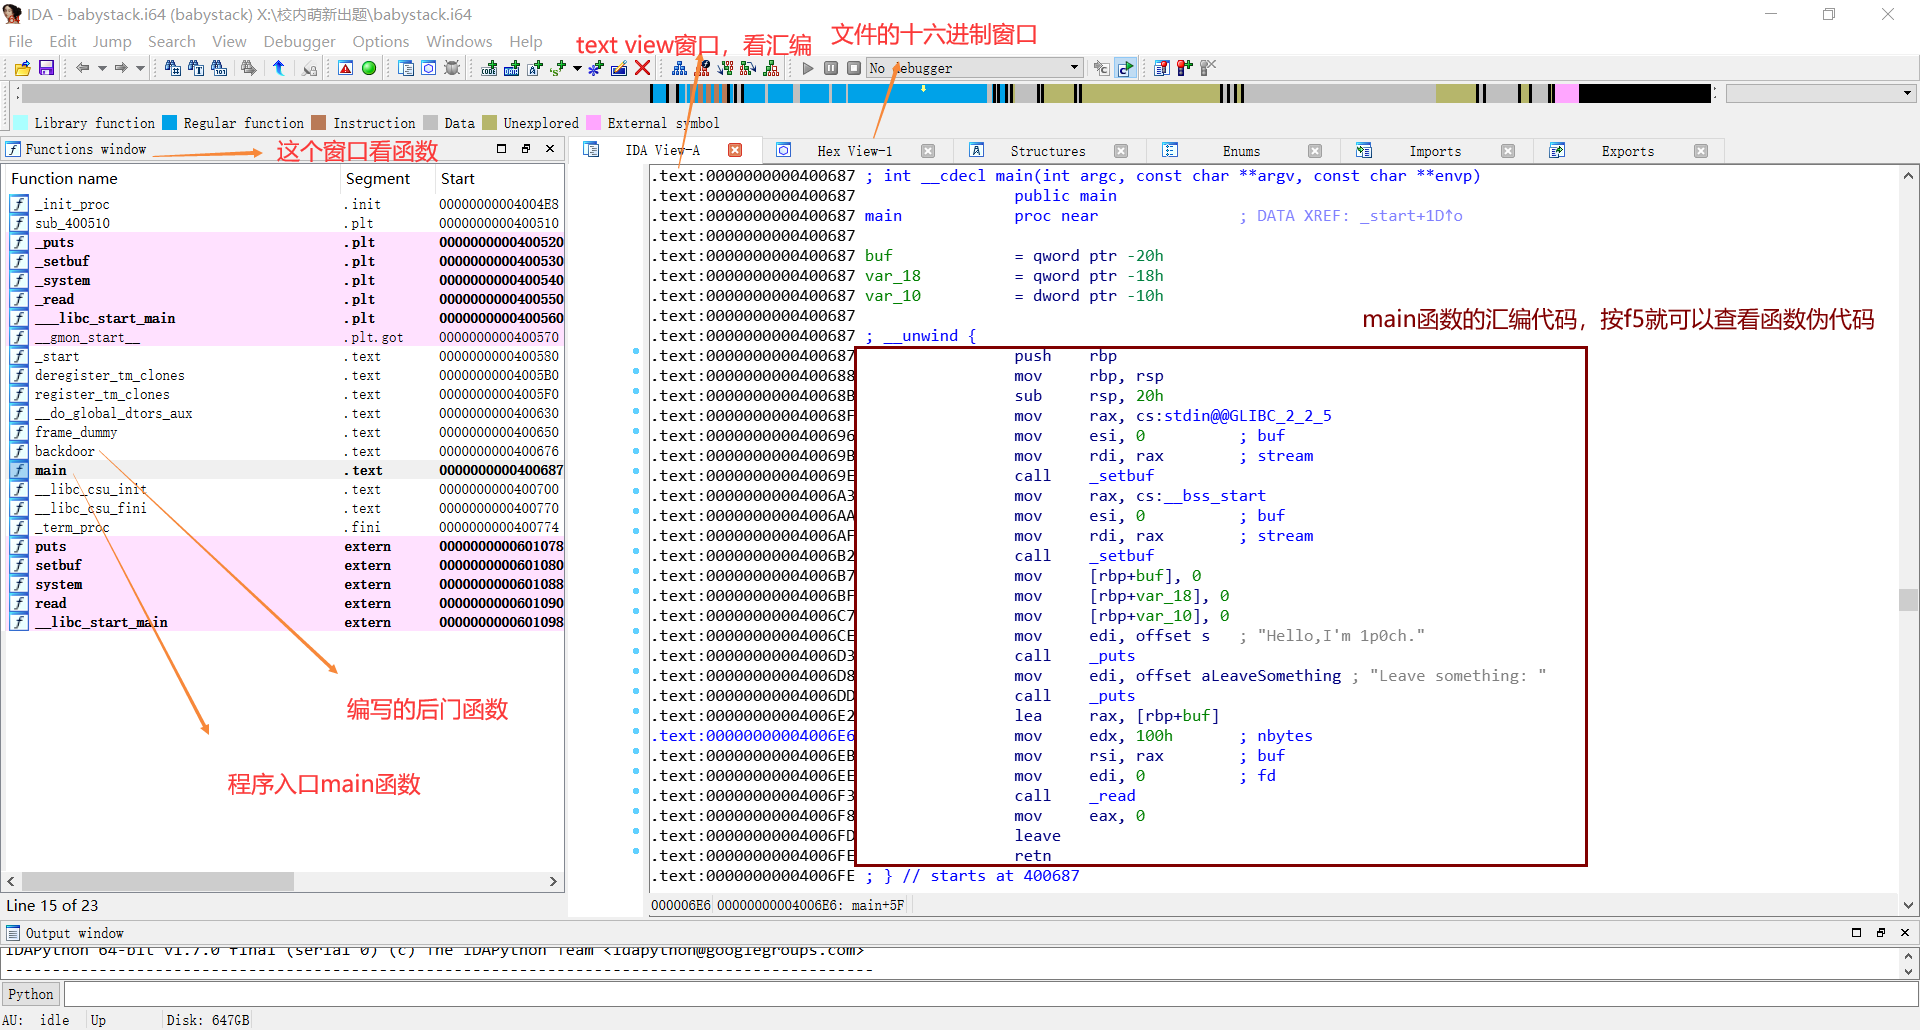 IDA - babystack.i64 (babystack) X:\校内萌新出题\babystack.i64
File Edit Jump Search View Debugger Options Windows Help
text view窗口，看汇编
文件的十六进制窗口
No debugger
Library function Regular function Instruction Data Unexplored External symbol
Functions window
这个窗口看函数
IDA View-A Hex View-1 Structures Enums Imports Exports
Function name Segment Start
_init_proc .init 00000000004004E8
sub_400510 .plt 0000000000400510
_puts .plt 0000000000400520
_setbuf .plt 0000000000400530
_system .plt 0000000000400540
_read .plt 0000000000400550
___libc_start_main .plt 0000000000400560
__gmon_start__ .plt.got 0000000000400570
_start .text 0000000000400580
deregister_tm_clones .text 00000000004005B0
register_tm_clones .text 00000000004005F0
__do_global_dtors_aux .text 0000000000400630
frame_dummy .text 0000000000400650
backdoor .text 0000000000400676
main .text 0000000000400687
__libc_csu_init .text 0000000000400700
__libc_csu_fini .text 0000000000400770
_term_proc .fini 0000000000400774
puts extern 0000000000601078
setbuf extern 0000000000601080
system extern 0000000000601088
read extern 0000000000601090
__libc_start_main extern 0000000000601098
编写的后门函数
程序入口main函数
Line 15 of 23
.text:0000000000400687 ; int __cdecl main(int argc, const char **argv, const char **envp)
.text:0000000000400687 public main
.text:0000000000400687 main proc near ; DATA XREF: _start+1D↑o
.text:0000000000400687
.text:0000000000400687 buf = qword ptr -20h
.text:0000000000400687 var_18 = qword ptr -18h
.text:0000000000400687 var_10 = dword ptr -10h
.text:0000000000400687
main函数的汇编代码，按f5就可以查看函数伪代码
.text:0000000000400687 ; __unwind {
.text:0000000000400687 push rbp
.text:0000000000400688 mov rbp, rsp
.text:000000000040068B sub rsp, 20h
.text:000000000040068F mov rax, cs:stdin@@GLIBC_2_2_5
.text:0000000000400696 mov esi, 0 ; buf
.text:000000000040069B mov rdi, rax ; stream
.text:000000000040069E call _setbuf
.text:00000000004006A3 mov rax, cs:__bss_start
.text:00000000004006AA mov esi, 0 ; buf
.text:00000000004006AF mov rdi, rax ; stream
.text:00000000004006B2 call _setbuf
.text:00000000004006B7 mov [rbp+buf], 0
.text:00000000004006BF mov [rbp+var_18], 0
.text:00000000004006C7 mov [rbp+var_10], 0
.text:00000000004006CE mov edi, offset s ; "Hello,I'm 1p0ch."
.text:00000000004006D3 call _puts
.text:00000000004006D8 mov edi, offset aLeaveSomething ; "Leave something: "
.text:00000000004006DD call _puts
.text:00000000004006E2 lea rax, [rbp+buf]
.text:00000000004006E6 mov edx, 100h ; nbytes
.text:00000000004006EB mov rsi, rax ; buf
.text:00000000004006EE mov edi, 0 ; fd
.text:00000000004006F3 call _read
.text:00000000004006F8 mov eax, 0
.text:00000000004006FD leave
.text:00000000004006FE retn
.text:00000000004006FE ; } // starts at 400687
000006E6 00000000004006E6: main+5F
Output window
IDAPython 64-bit v1.7.0 final (serial 0) (c) The IDAPython Team <idapython@googlegroups.com>
---------------------------------------------------------------------------------------------
Python
AU: idle Up Disk: 647GB